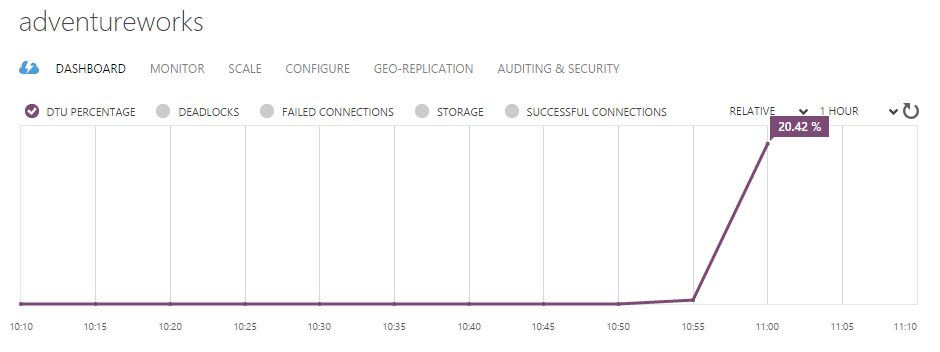 adventureworks
DASHBOARD MONITOR SCALE CONFIGURE GEO-REPLICATION AUDITING & SECURITY
DTU PERCENTAGE DEADLOCKS FAILED CONNECTIONS STORAGE SUCCESSFUL CONNECTIONS RELATIVE 1 HOUR
20.42 %
10:10 10:15 10:20 10:25 10:30 10:35 10:40 10:45 10:50 10:55 11:00 11:05 11:10